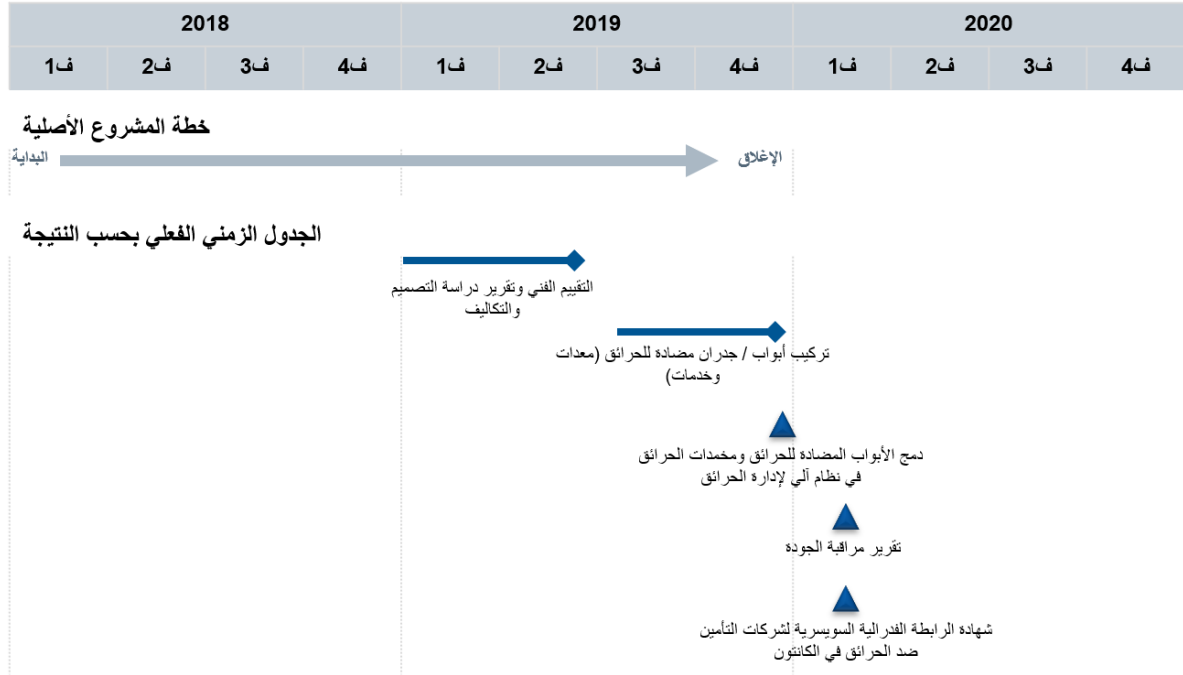 2018 2019 2020
ف1 ف2 ف3 ف4 ف1 ف2 ف3 ف4 ف1 ف2 ف3 ف4
خطة المشروع الأصلية
البداية الإغلاق
الجدول الزمني الفعلي بحسب النتيجة
التقييم الفني وتقرير دراسة التصميم
والتكاليف
تركيب أبواب / جدران مضادة للحرائق (معدات
وخدمات)
دمج الأبواب المضادة للحرائق ومخمدات الحرائق
في نظام آلي لإدارة الحرائق
تقرير مراقبة الجودة
شهادة الرابطة الفدرالية السويسرية لشركات التأمين
ضد الحرائق في الكانتون